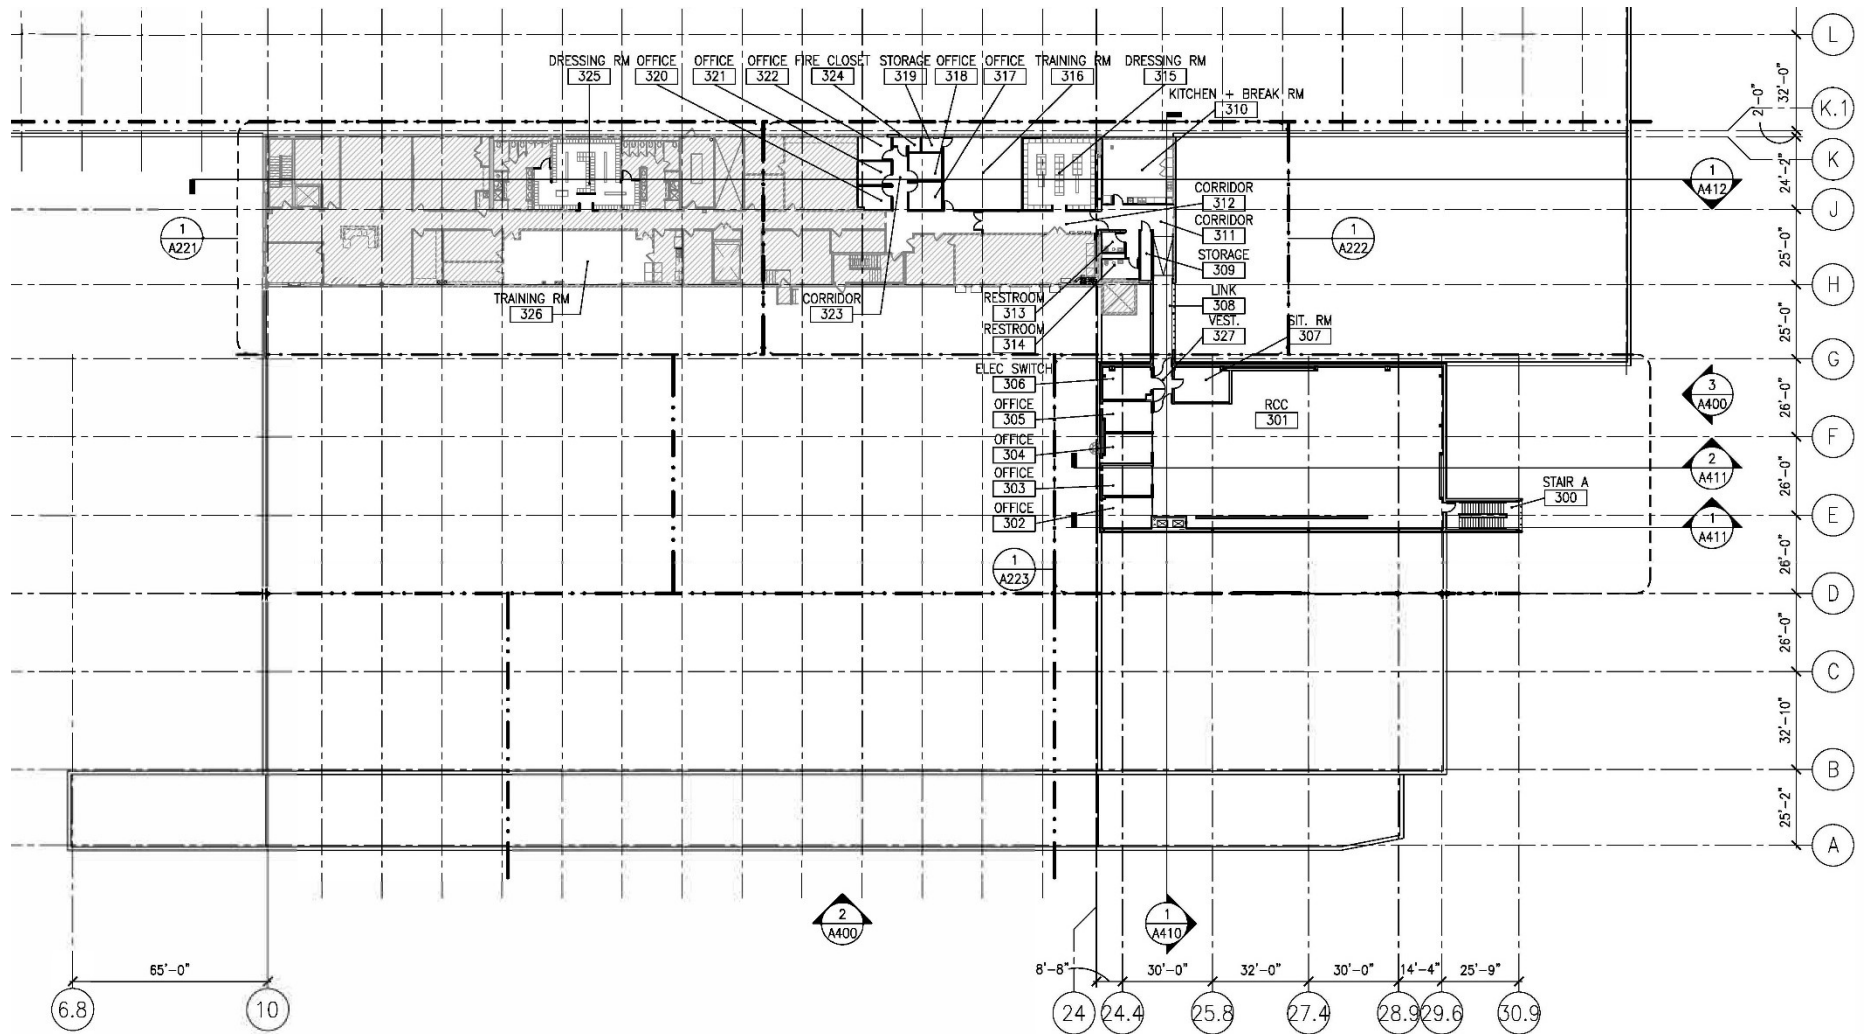 L
DRESSING RM
325
OFFICE
320
OFFICE
321
OFFICE
322
FIRE CLOSET
324
STORAGE
319
OFFICE
318
OFFICE
317
TRAINING RM
316
DRESSING RM
315
KITCHEN + BREAK RM
310
32'-0"
2'-0"
K.1
K
24'-2"
1
A412
CORRIDOR
312
J
CORRIDOR
311
1
A221
1
A222
25'-0"
STORAGE
309
H
LINK
308
TRAINING RM
326
CORRIDOR
323
RESTROOM
313
RESTROOM
314
VEST.
327
SIT. RM
307
25'-0"
G
ELEC SWITCH
306
OFFICE
305
RCC
301
3
A400
26'-0"
F
OFFICE
304
OFFICE
303
OFFICE
302
2
A411
26'-0"
STAIR A
300
E
1
A411
1
A223
26'-0"
D
26'-0"
C
32'-10"
B
25'-2"
A
2
A400
1
A410
65'-0"
8'-8"
30'-0"
32'-0"
30'-0"
14'-4"
25'-9"
6.8
10
24
24.4
25.8
27.4
28.9
29.6
30.9